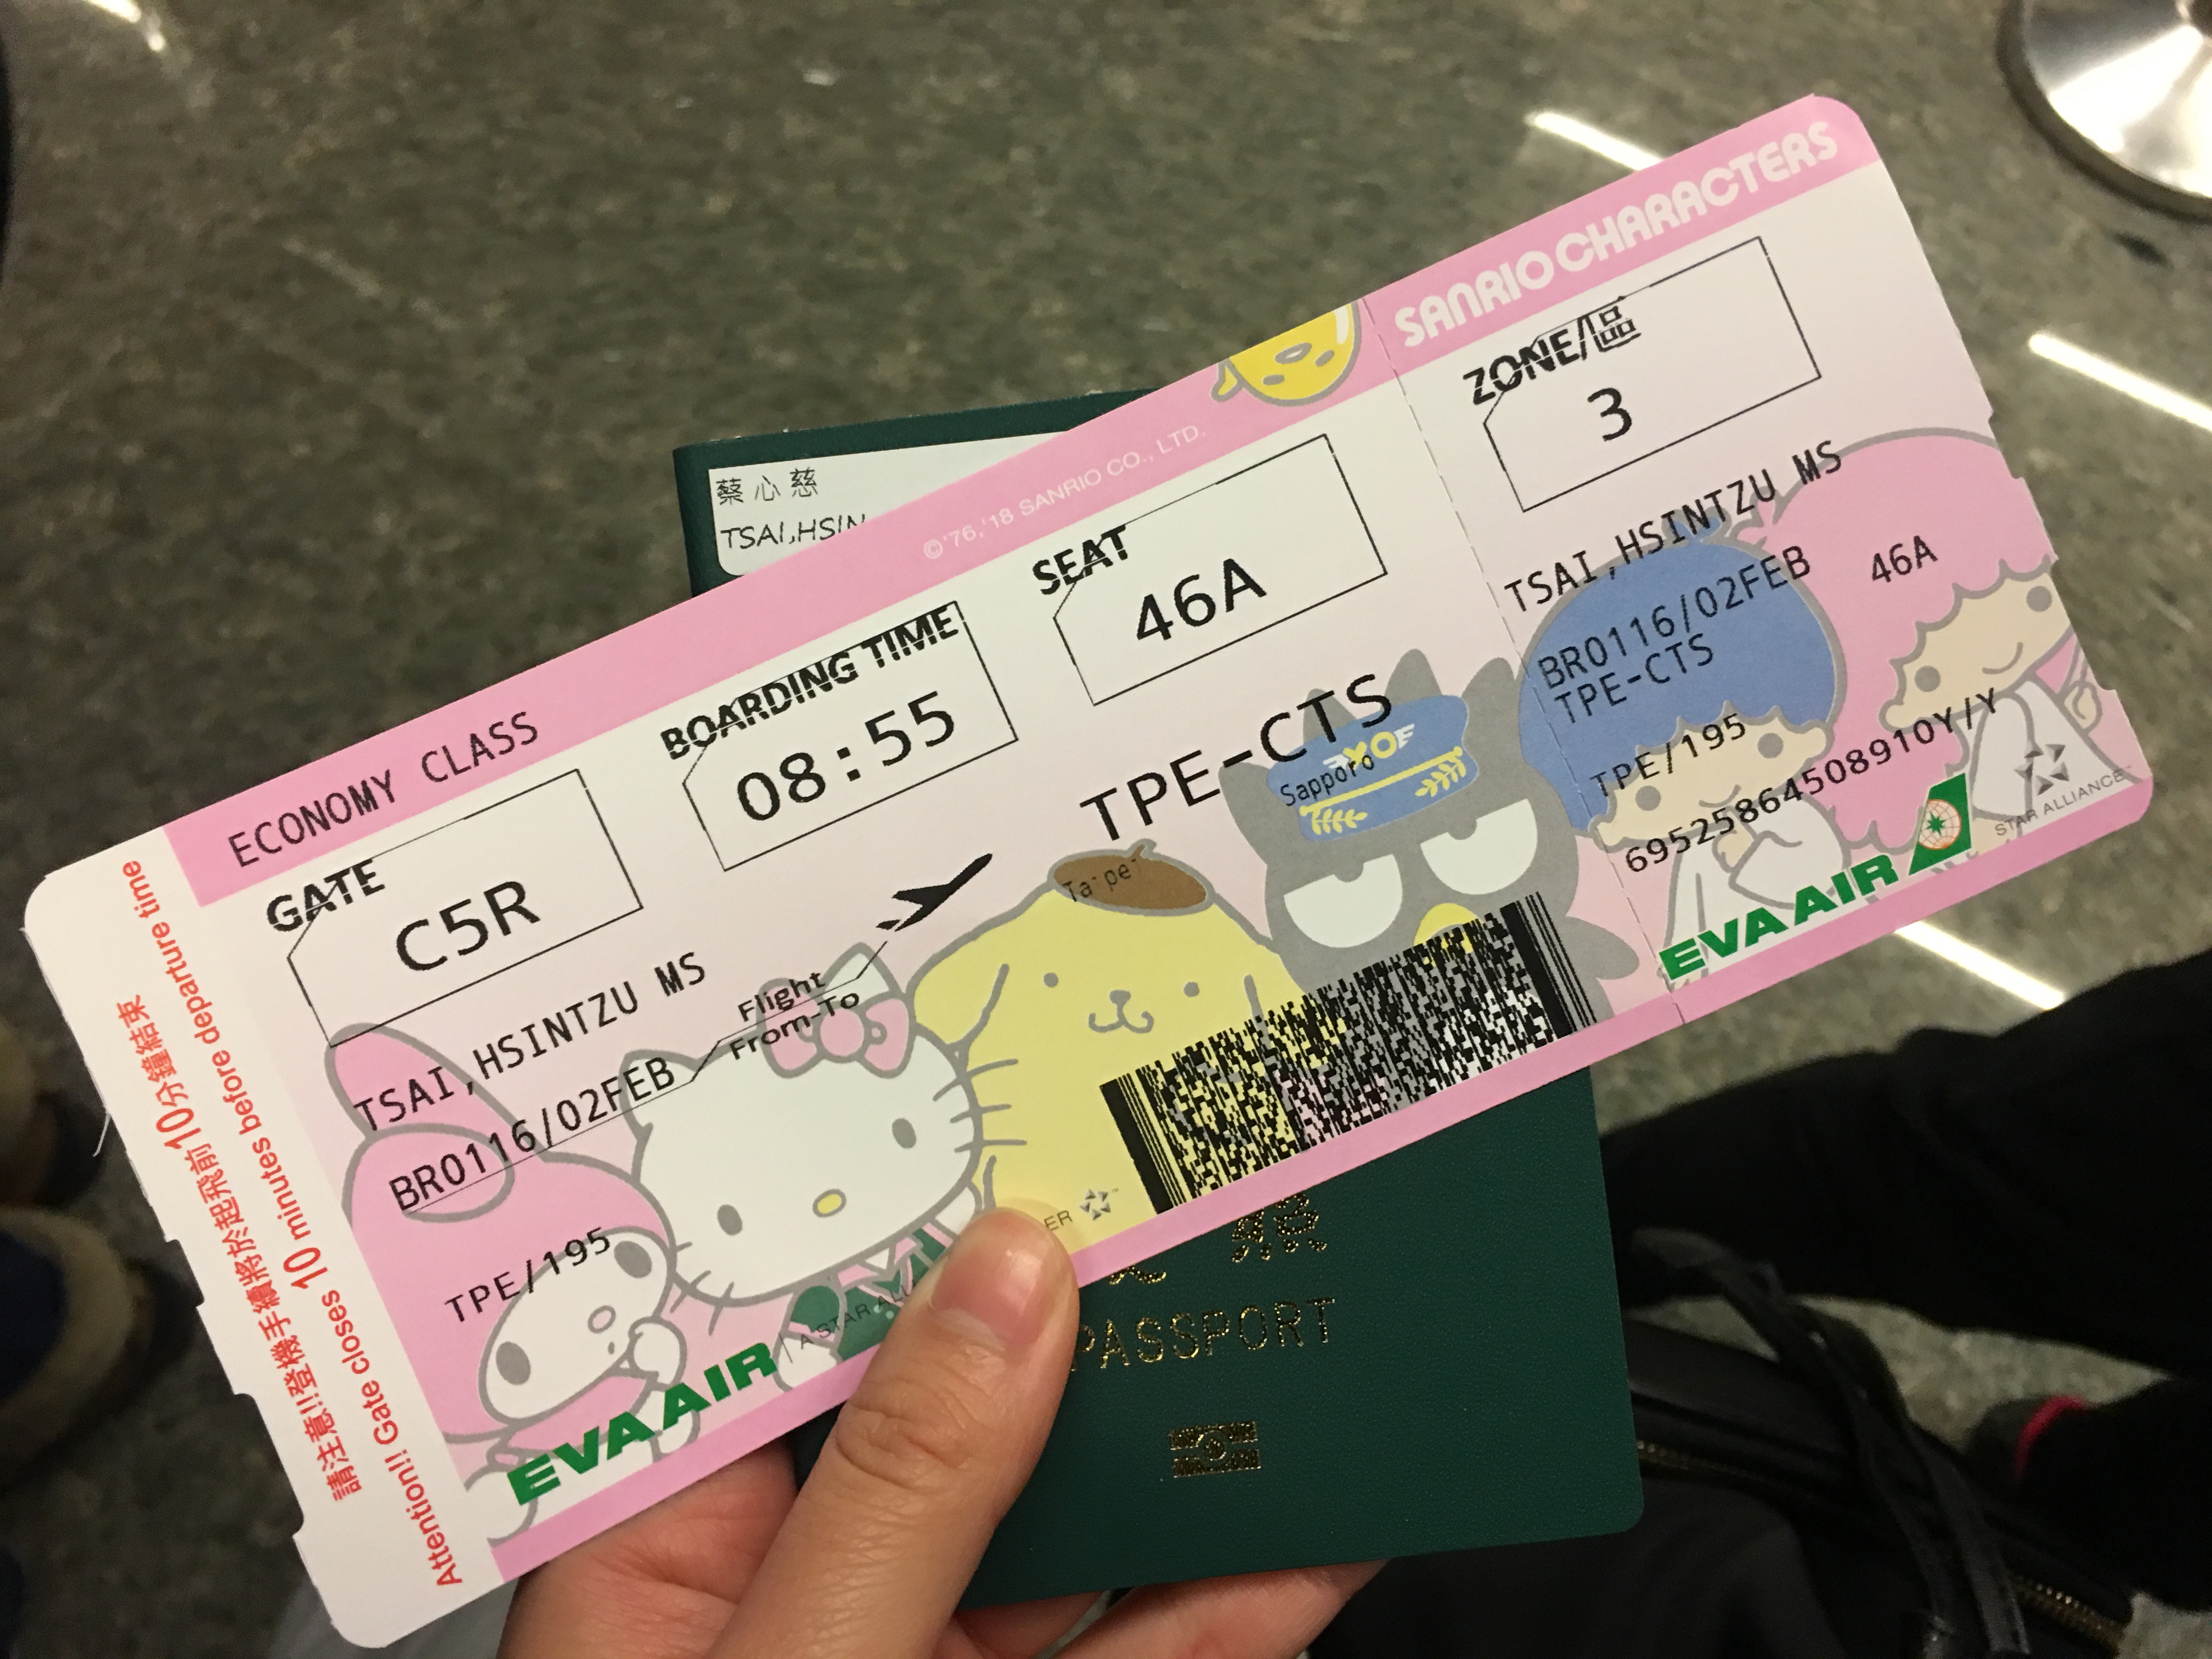 請注意!!登機手續將於起飛前10分鐘結束
Attention!! Gate closes 10 minutes before departure time
ECONOMY CLASS
©'76,'18 SANRIO CO., LTD.
SANRIO CHARACTERS
GATE
C5R
BOARDING TIME
08:55
SEAT
46A
ZONE/區
3
TSAI,HSINTZU MS
BR0116/02FEB
Flight
From-To
TPE-CTS
Taipei
Sapporo
XO
TPE/195
EVA AIR
A STAR ALLI
ER
TSAI,HSINTZU MS
BR0116/02FEB
46A
TPE-CTS
TPE/195
6952586450891OY/Y
EVA AIR
STAR ALLIANCE
蔡心慈
TSAI,HSIN
PASSPORT